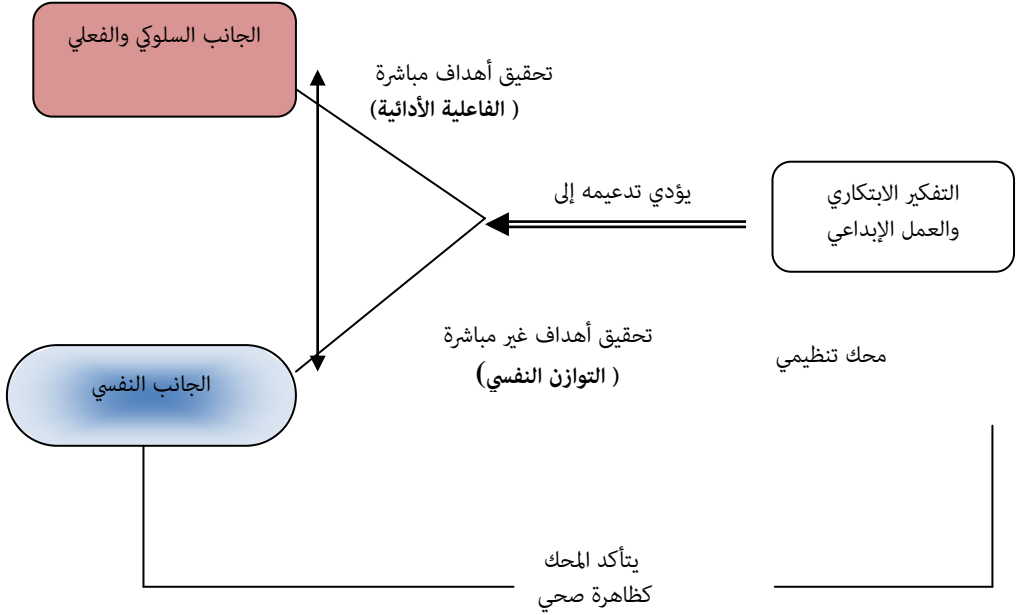 الجانب السلوكي والفعلي
تحقيق أهداف مباشرة
( الفاعلية الأدائية)
التفكير الابتكاري
والعمل الإبداعي
يؤدي تدعيمه إلى
تحقيق أهداف غير مباشرة
( التوازن النفسي)
محك تنظيمي
الجانب النفسي
يتأكد المحك
كظاهرة صحي